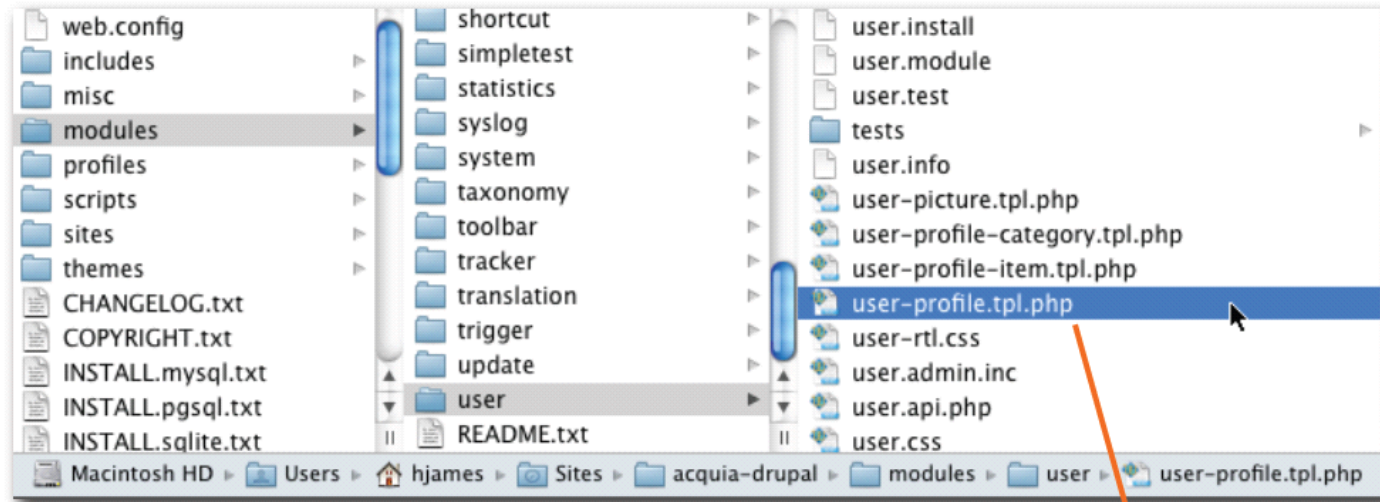 web.config
includes
misc
modules
profiles
scripts
sites
themes
CHANGELOG.txt
COPYRIGHT.txt
INSTALL.mysql.txt
INSTALL.pgsql.txt
INSTALL.sqlite.txt
shortcut
simpletest
statistics
syslog
system
taxonomy
toolbar
tracker
translation
trigger
update
user
README.txt
user.install
user.module
user.test
tests
user.info
user-picture.tpl.php
user-profile-category.tpl.php
user-profile-item.tpl.php
user-profile.tpl.php
user-rtl.css
user.admin.inc
user.api.php
user.css
Macintosh HD Users hjames Sites acquia-drupal modules user user-profile.tpl.php